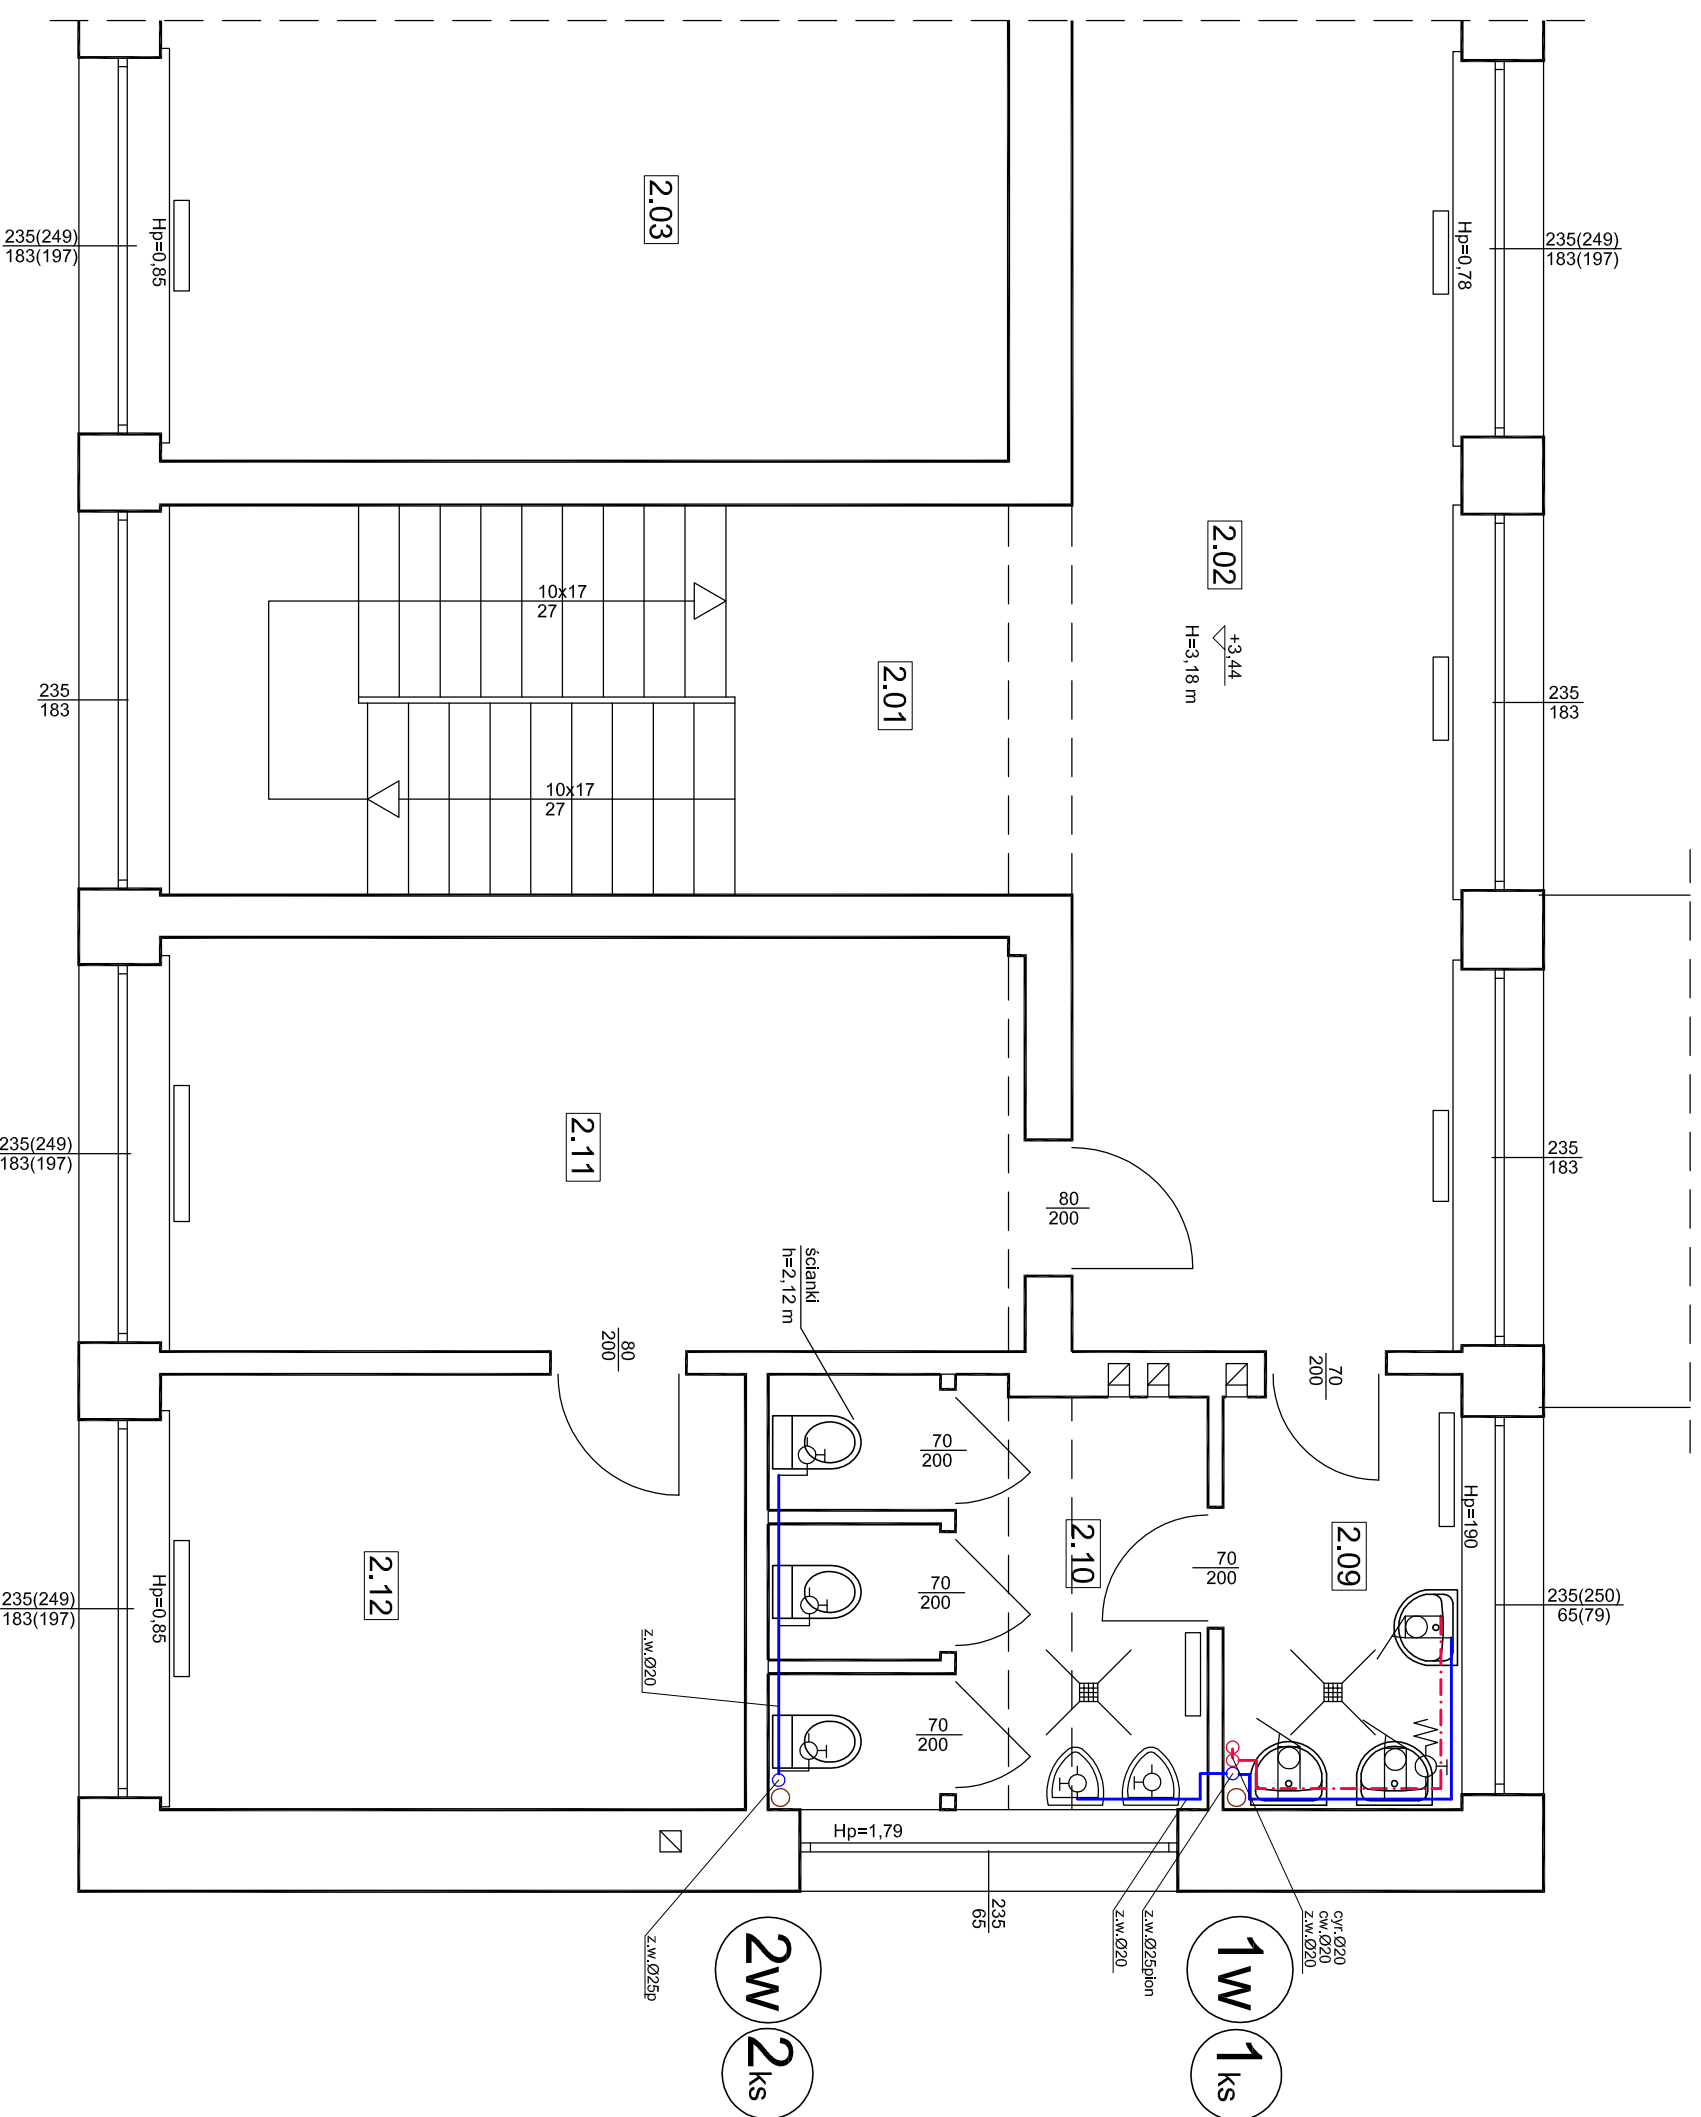 235(249)
183(197)
Hp=0,85
2.03
Hp=0,78
235(249)
183(197)
2.02
+3,44
H=3,18 m
10x17
27
2.01
235
183
10x17
27
235
183
235(249)
183(197)
2.11
80
200
235
183
ścianki
h=2,12 m
80
200
70
200
70
200
70
200
70
200
70
200
2.10
2.09
Hp=190
235(250)
65(79)
235(249)
183(197)
Hp=0,85
2.12
z.w.Ø20
Hp=1,79
235
65
z.w.Ø25p
z.w.Ø20
z.w.Ø25pion
cyr.Ø20
cw.Ø20
z.w.Ø20
2w
1w
2ks
1ks